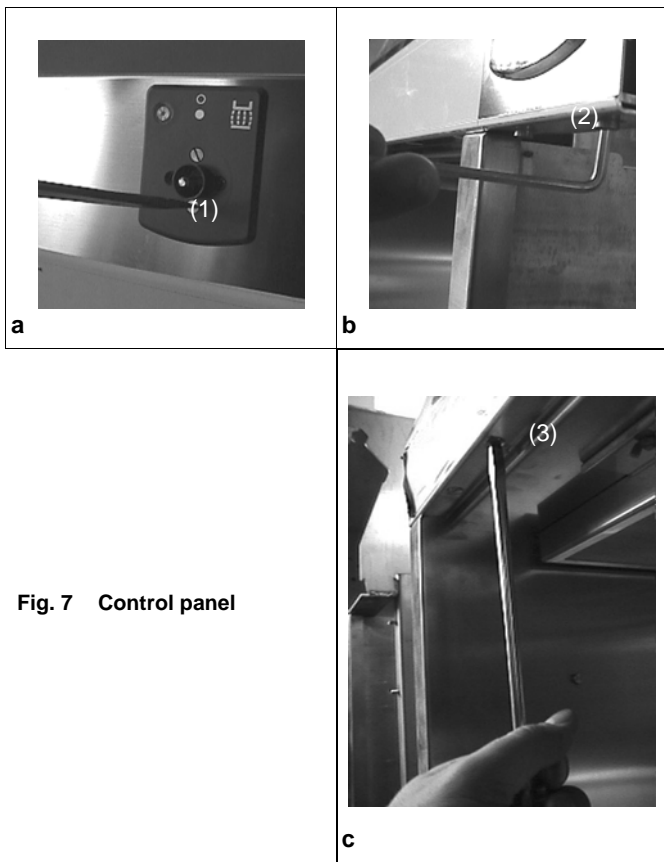 (1)
(2)
a
b
(3)
Fig. 7 Control panel
c